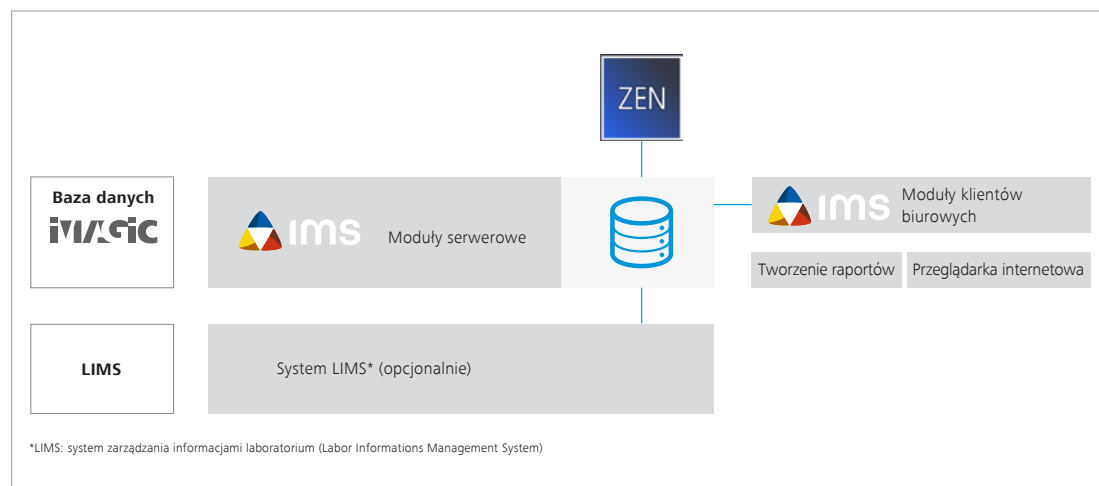 ZEN
Baza danych
iMAGiC
ims
Moduły serwerowe
ims
Moduły klientów
biurowych
Tworzenie raportów
Przeglądarka internetowa
LIMS
System LIMS* (opcjonalnie)
*LIMS: system zarządzania informacjami laboratorium (Labor Informations Management System)